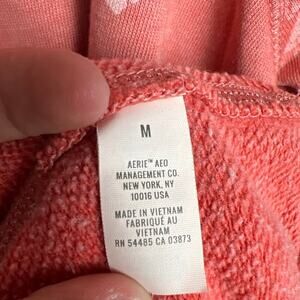 M
AERIE™ AEO
MANAGEMENT CO.
NEW YORK, NY
10016 USA
MADE IN VIETNAM
FABRIQUÉ AU
VIETNAM
RN 54485 CA 03873